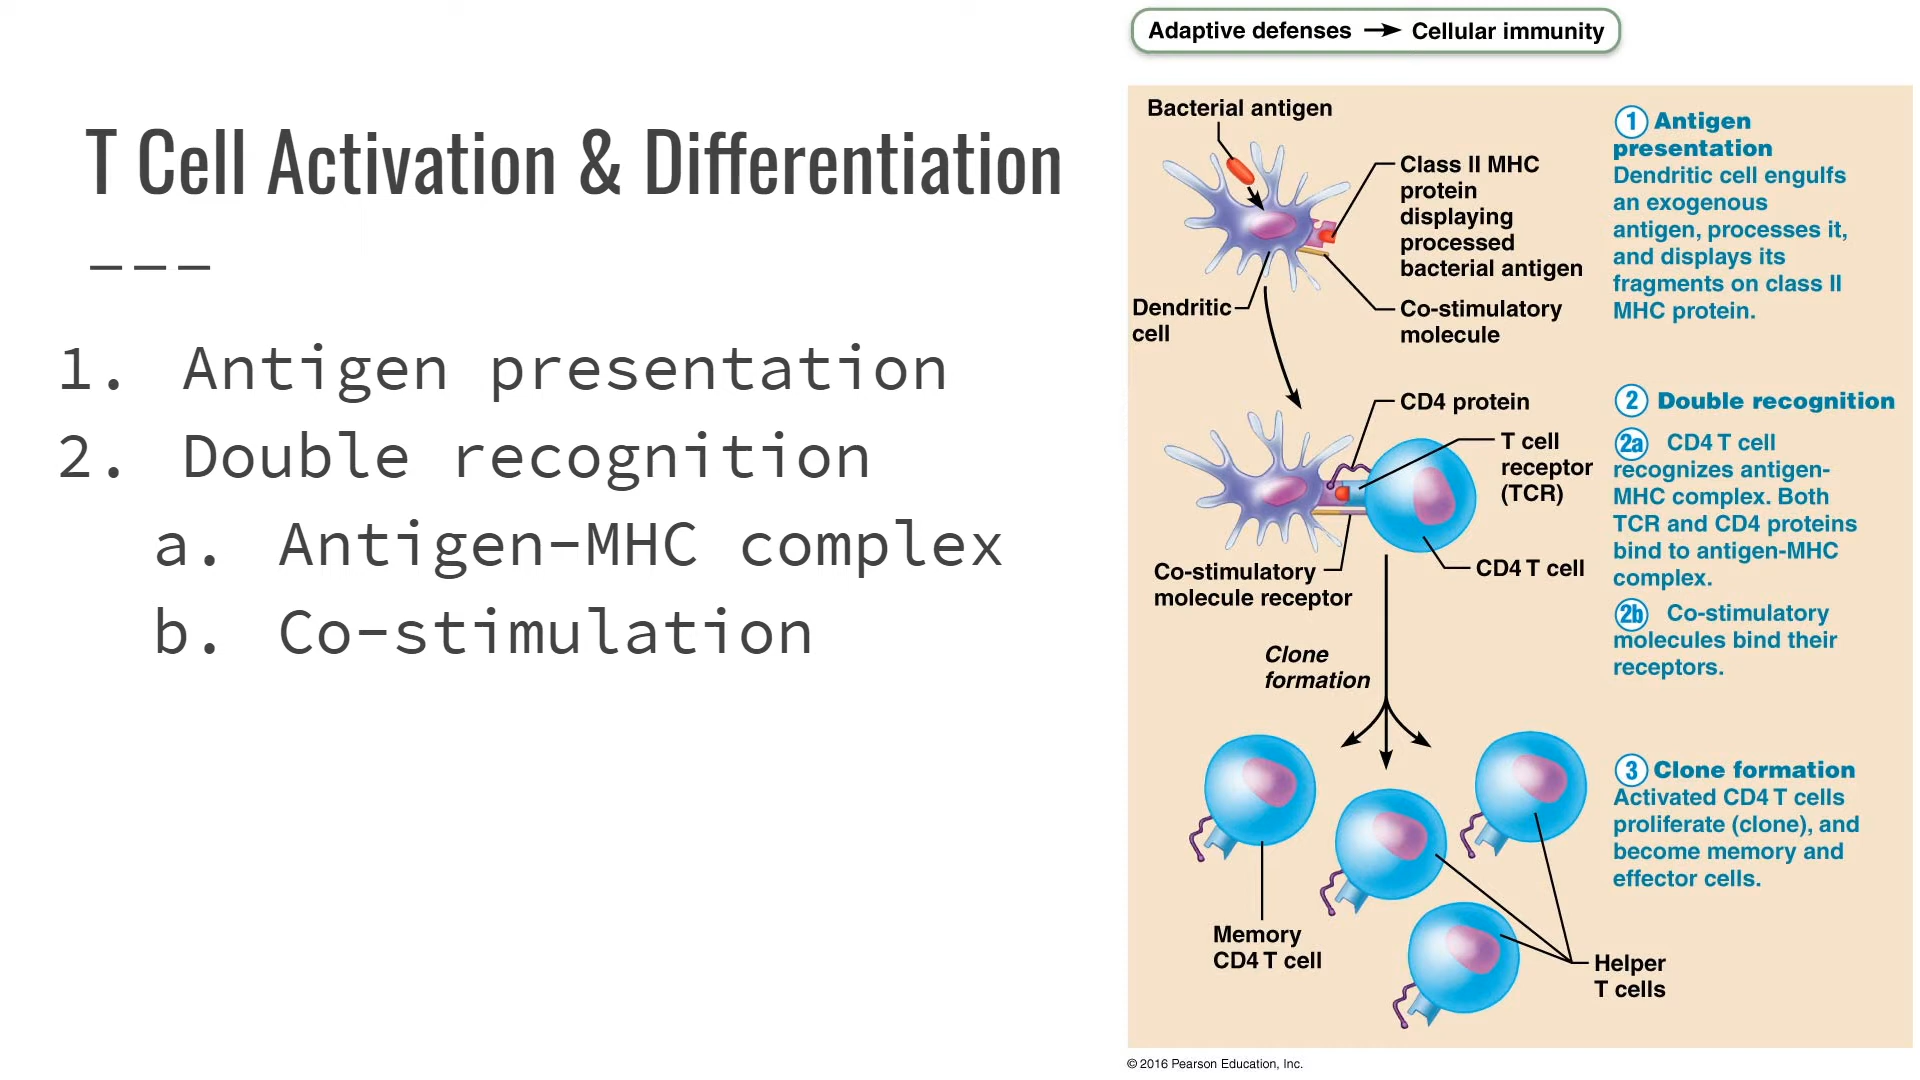 T Cell Activation & Differentiation
1. Antigen presentation
2. Double recognition
a. Antigen-MHC complex
b. Co-stimulation
Adaptive defenses → Cellular immunity
Bacterial antigen
Class II MHC
protein
displaying
processed
bacterial antigen
Dendritic
cell
Co-stimulatory
molecule
1 Antigen
presentation
Dendritic cell engulfs
an exogenous
antigen, processes it,
and displays its
fragments on class II
MHC protein.
CD4 protein
T cell
receptor
(TCR)
Co-stimulatory
molecule receptor
CD4 T cell
2 Double recognition
2a CD4 T cell
recognizes antigen-
MHC complex. Both
TCR and CD4 proteins
bind to antigen-MHC
complex.
2b Co-stimulatory
molecules bind their
receptors.
Clone
formation
3 Clone formation
Activated CD4 T cells
proliferate (clone), and
become memory and
effector cells.
Memory
CD4 T cell
Helper
T cells
© 2016 Pearson Education, Inc.